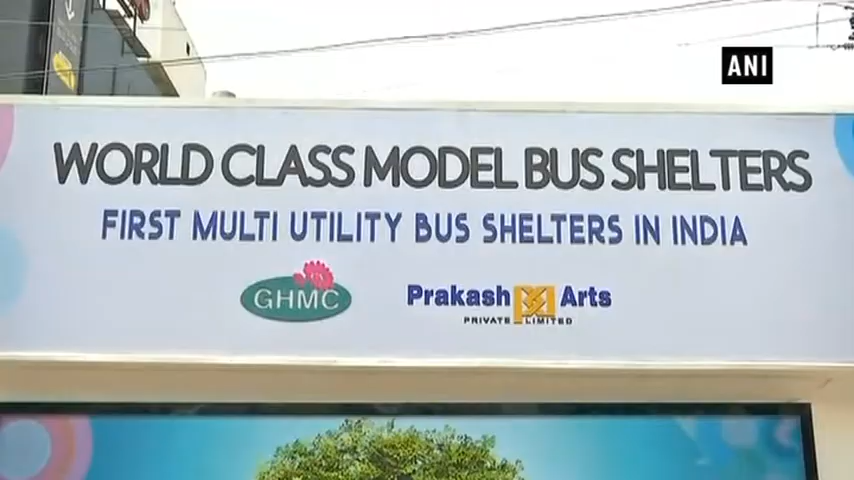 ANI
WORLD CLASS MODEL BUS SHELTERS
FIRST MULTI UTILITY BUS SHELTERS IN INDIA
GHMC
Prakash Arts
PRIVATE LIMITED